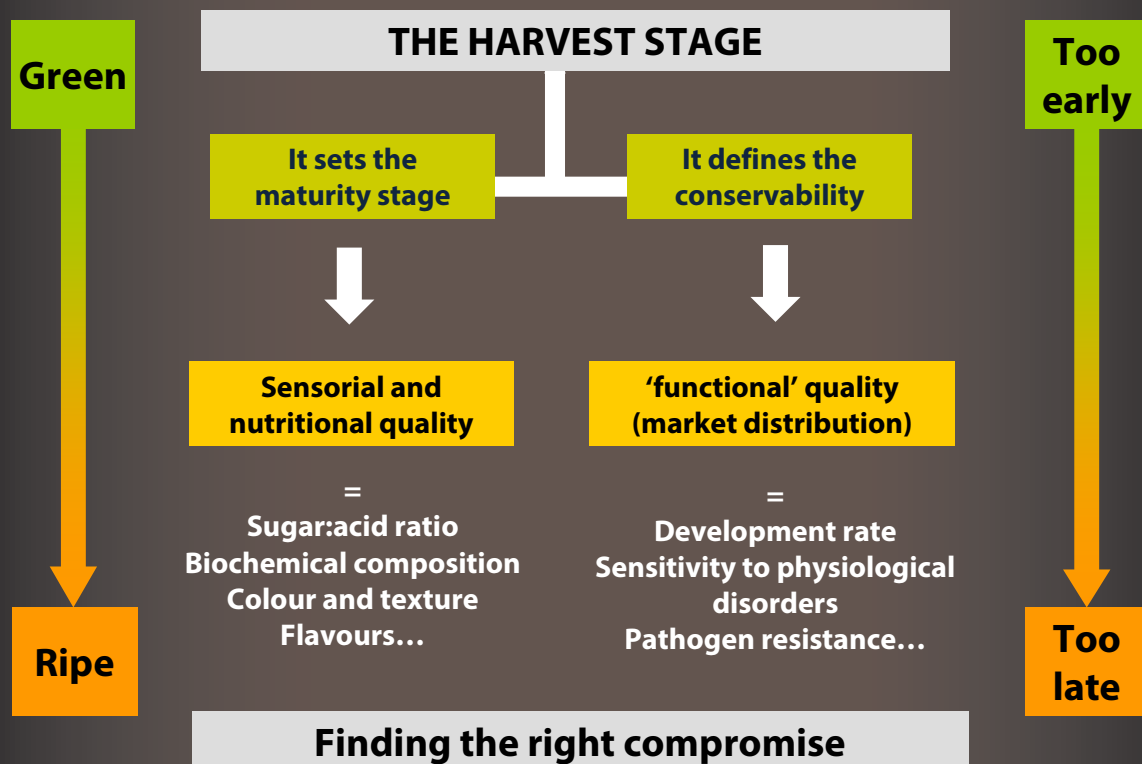 THE HARVEST STAGE
Green
Too
early
It sets the
maturity stage
It defines the
conservability
Sensorial and
nutritional quality
‘functional’ quality
(market distribution)
=
Sugar:acid ratio
Biochemical composition
Colour and texture
Flavours…
=
Development rate
Sensitivity to physiological
disorders
Pathogen resistance…
Ripe
Too
late
Finding the right compromise